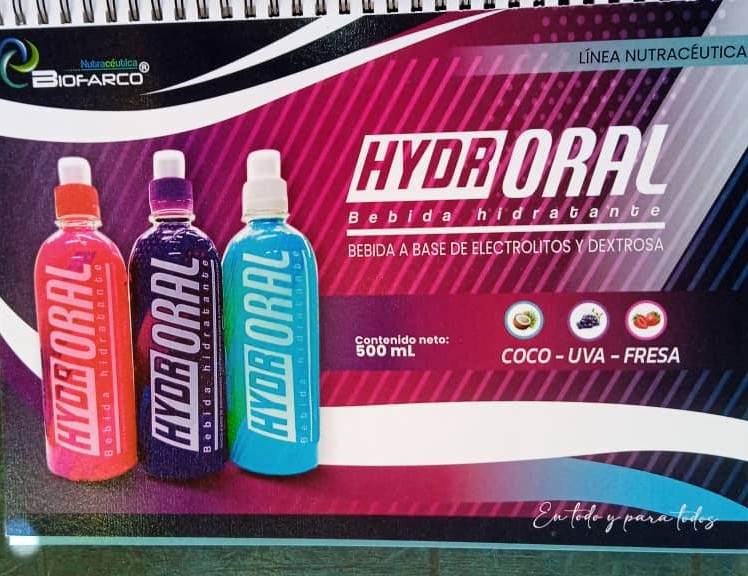 Nutracéutica
BIOFARCO®
LÍNEA NUTRACÉUTICA
HYDR ORAL
Bebida hidratante
BEBIDA A BASE DE ELECTROLITOS Y DEXTROSA
Contenido neto:
500 mL
COCO - UVA - FRESA
HYDR ORAL
Bebida hidratante
HYDR ORAL
Bebida hidratante
HYDR ORAL
Bebida hidratante
En todo y para todos